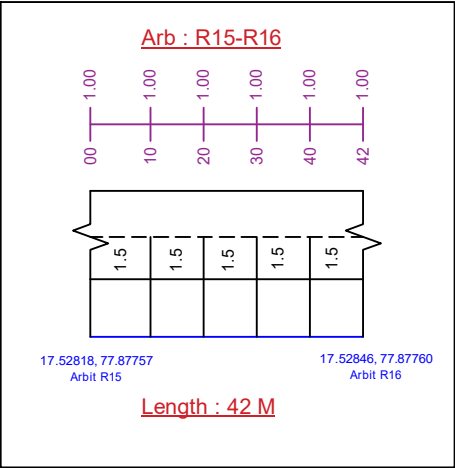 Arb : R15-R16
1.00 1.00 1.00 1.00 1.00 1.00
00 10 20 30 40 42
1.5 1.5 1.5 1.5 1.5
17.52818, 77.87757 17.52846, 77.87760
Arbit R15 Arbit R16
Length : 42 M